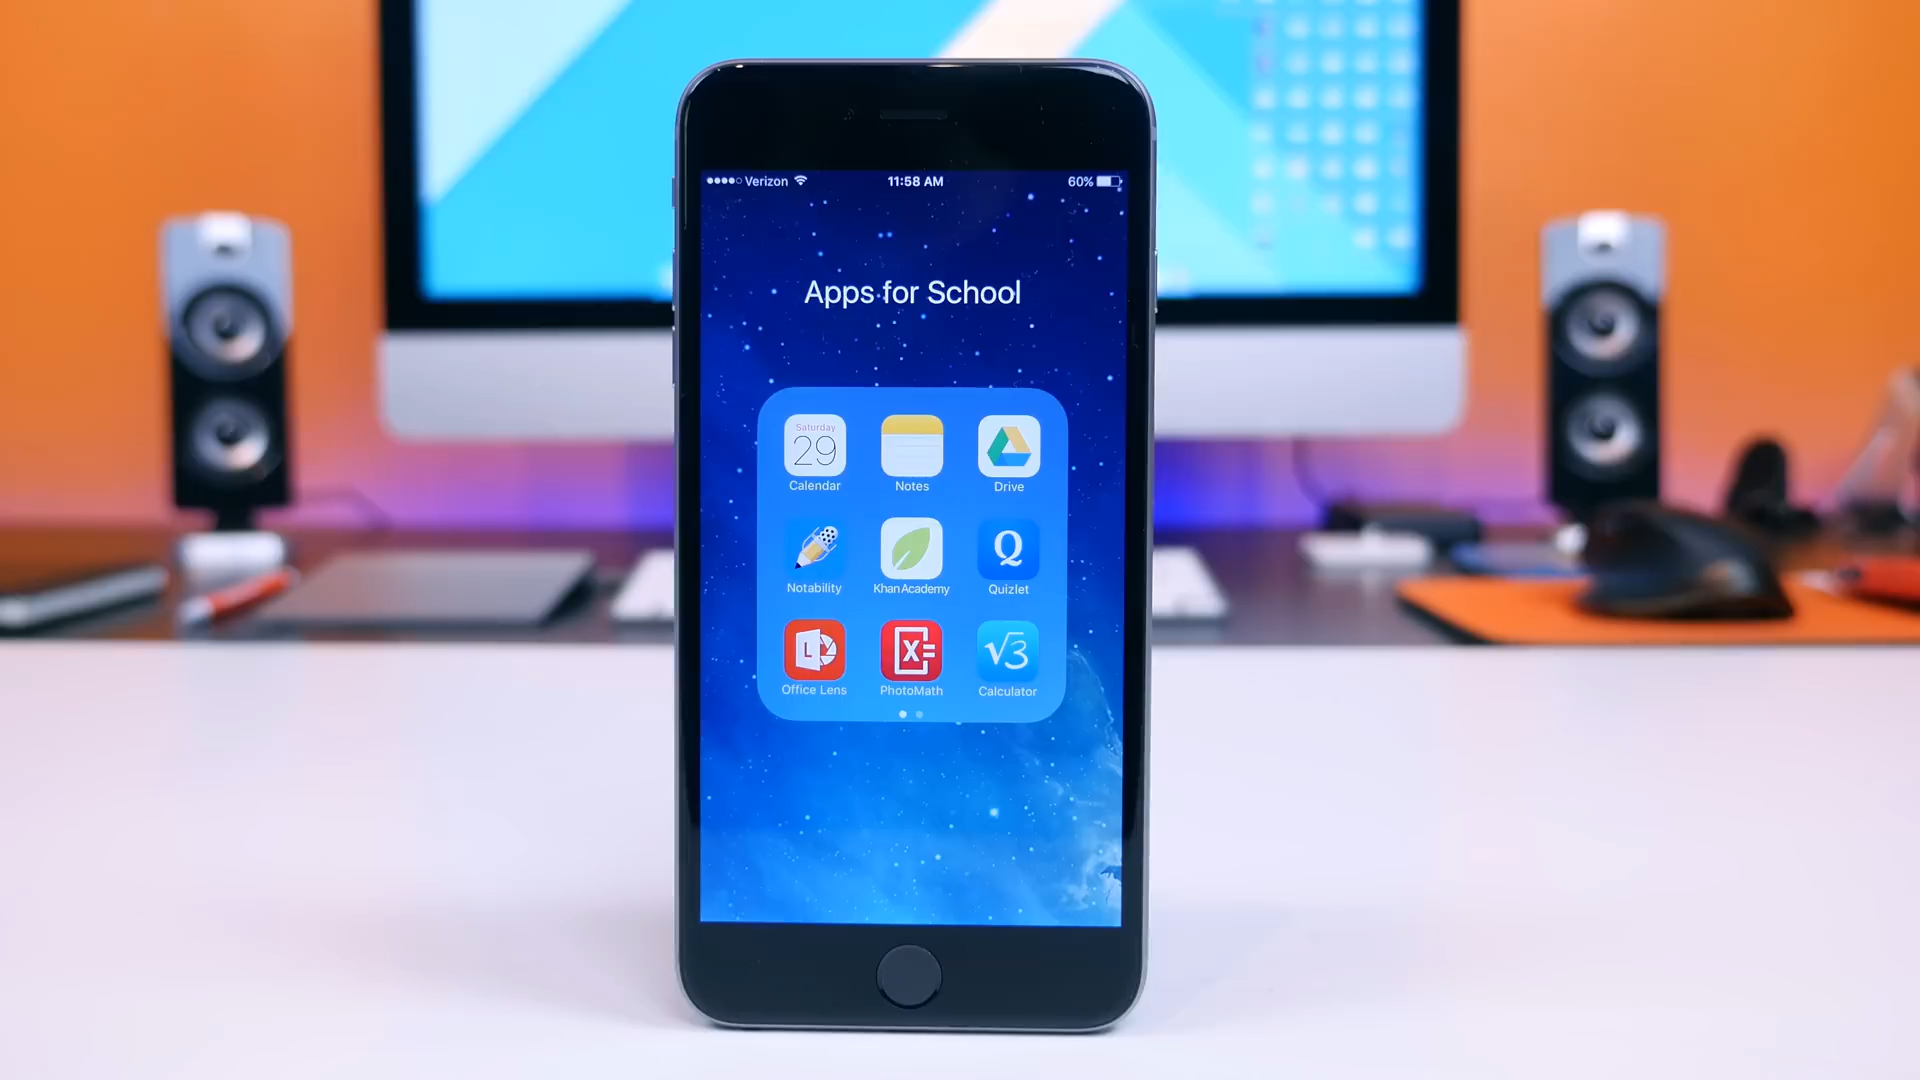 Verizon 11:58 AM 60%
Apps for School
Saturday
29
Calendar Notes Drive
Q
Notability Khan Academy Quizlet
L X= √3
Office Lens PhotoMath Calculator